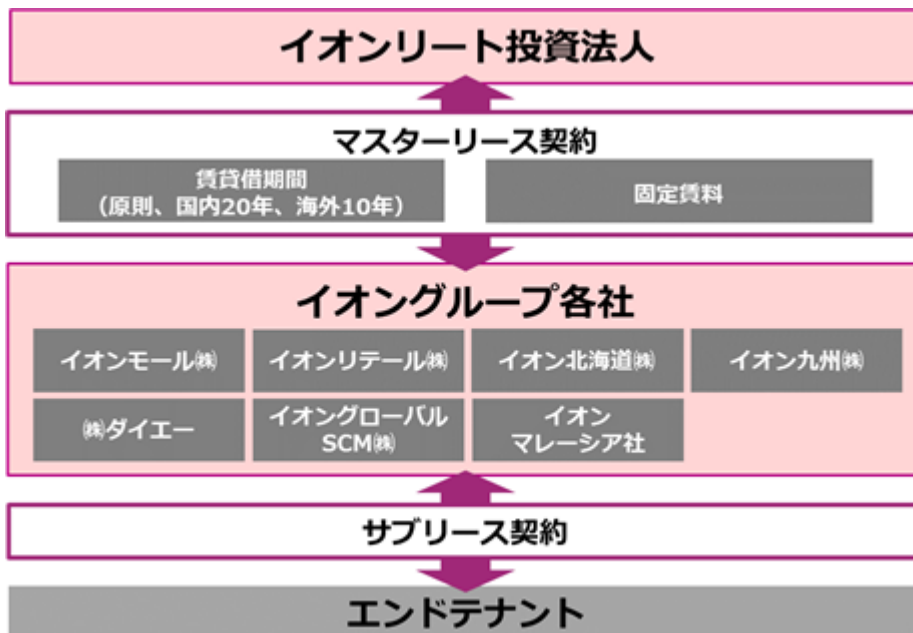 イオンリート投資法人
マスターリース契約
賃貸借期間
（原則、国内20年、海外10年）
固定賃料
イオングループ各社
イオンモール㈱
イオンリテール㈱
イオン北海道㈱
イオン九州㈱
㈱ダイエー
イオングローバル
SCM㈱
イオン
マレーシア社
サブリース契約
エンドテナント